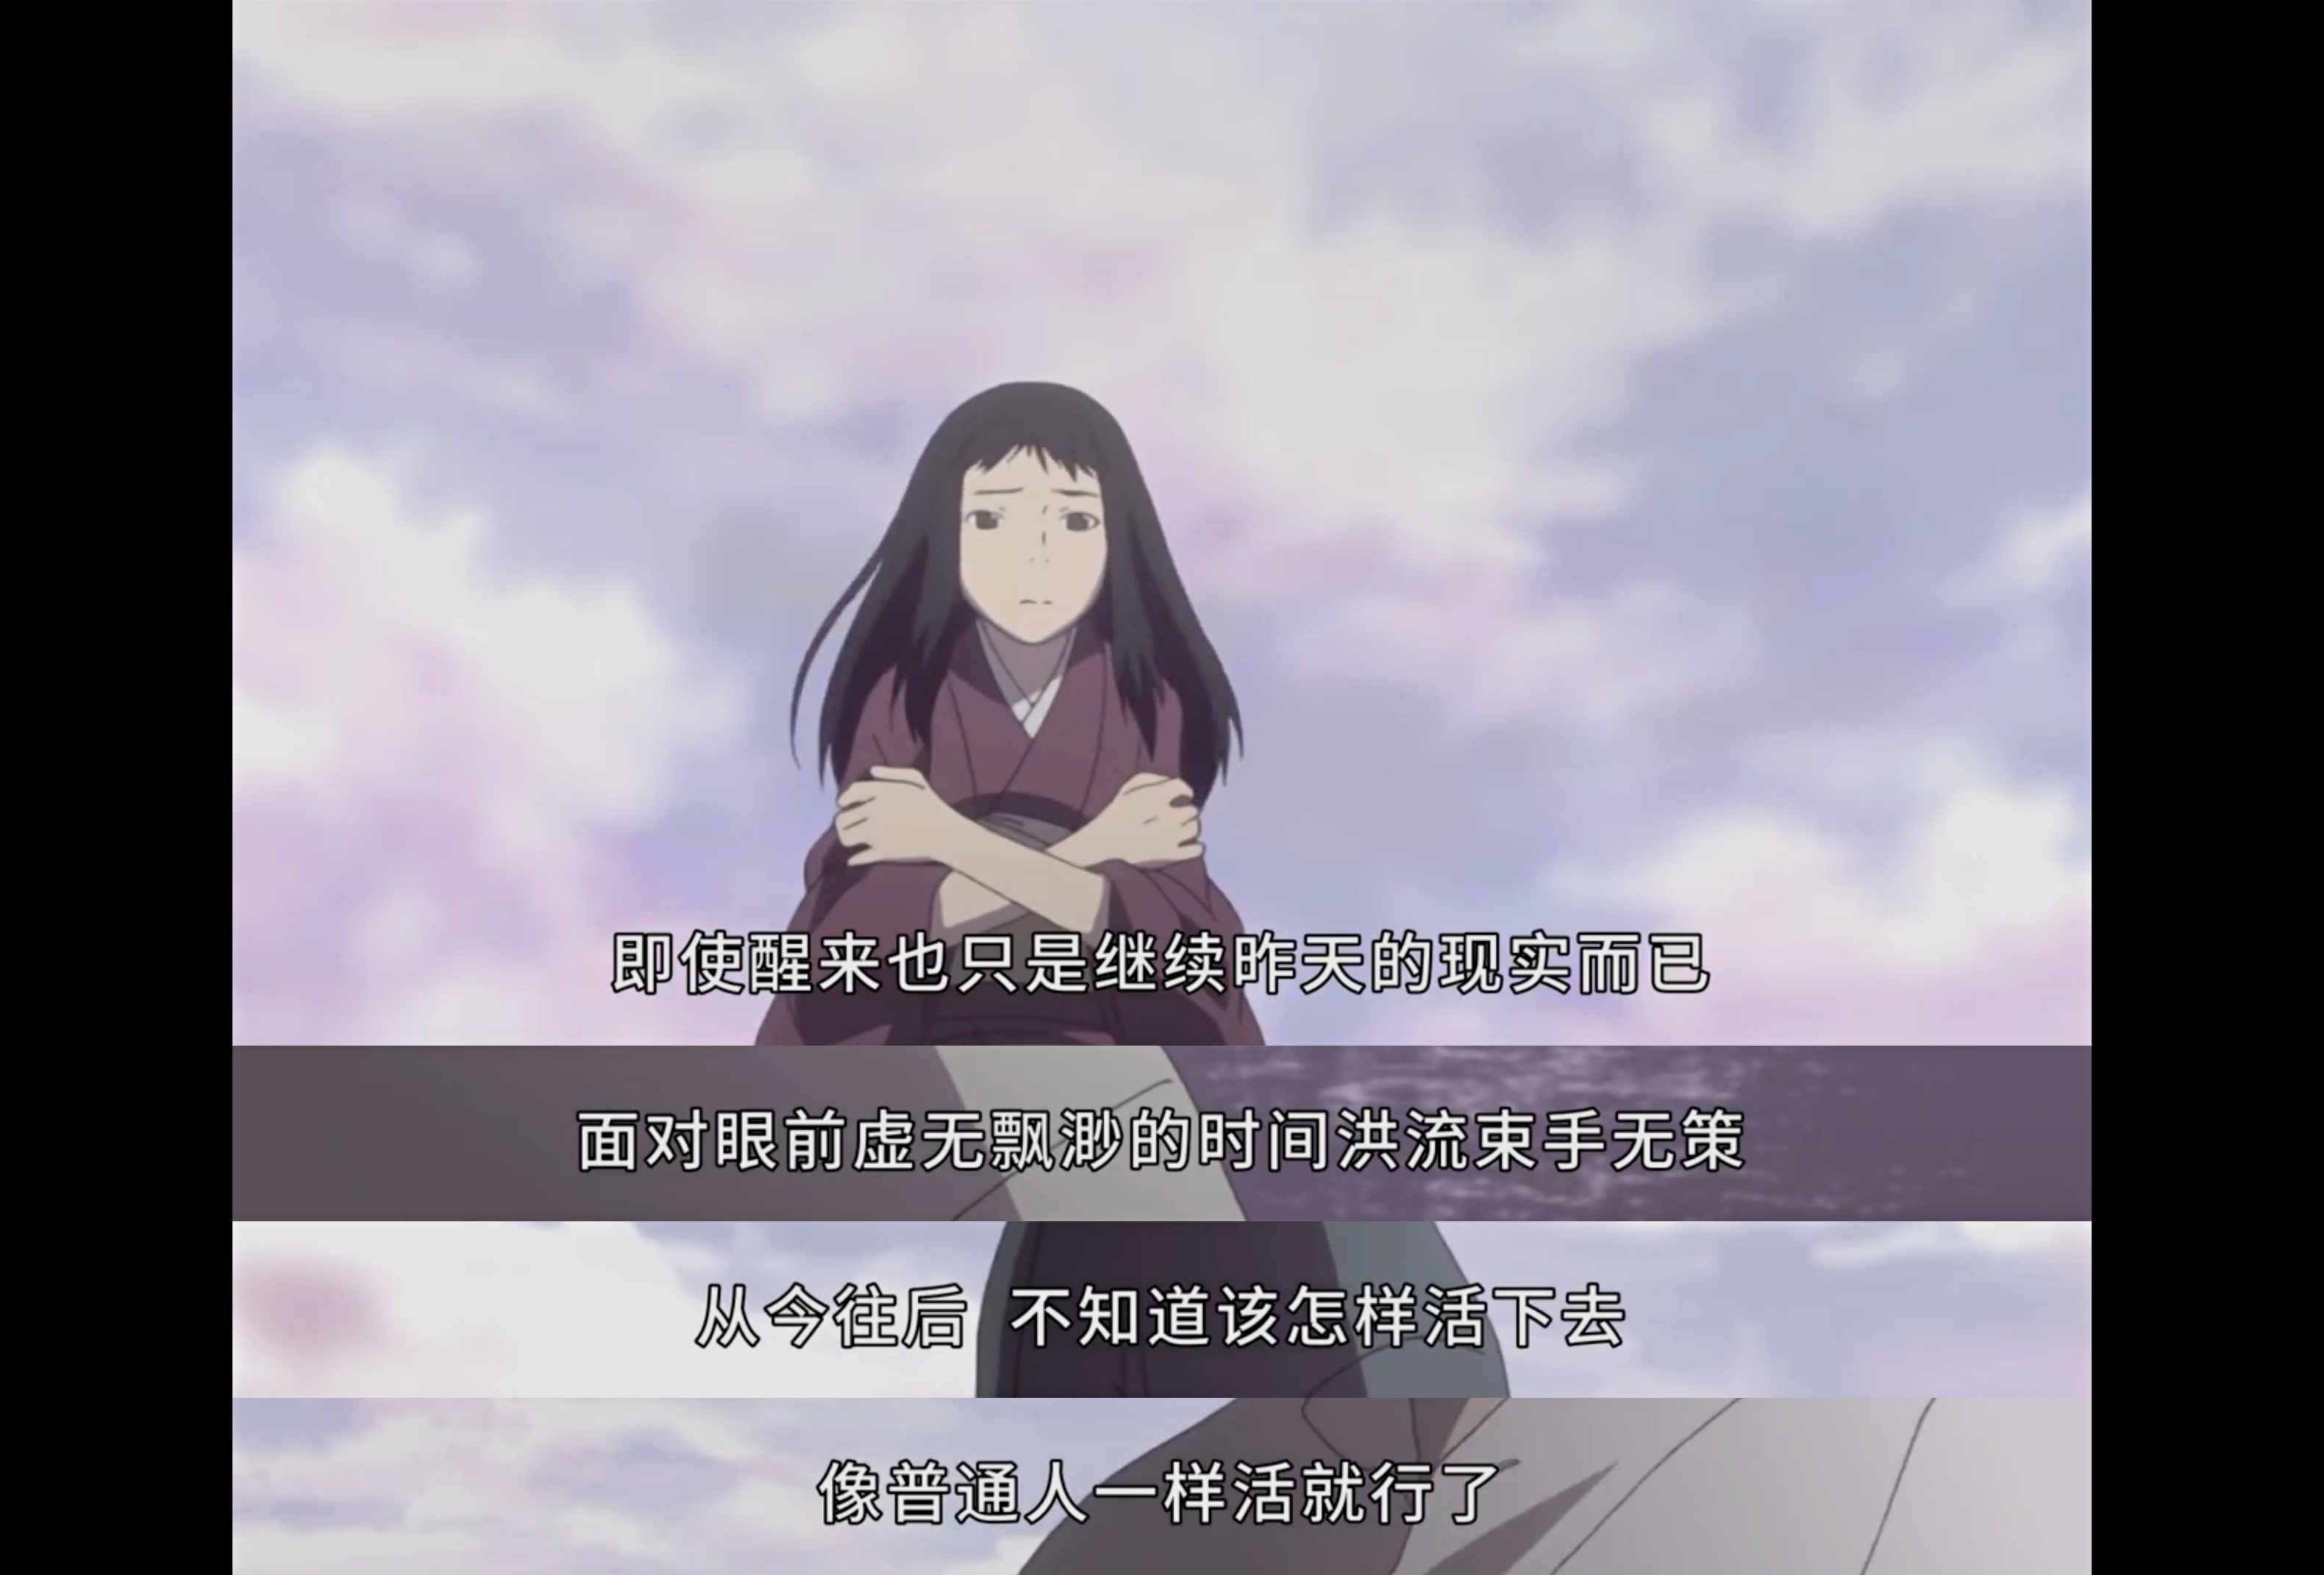 即使醒来也只是继续昨天的现实而已
面对眼前虚无飘渺的时间洪流束手无策
从今往后 不知道该怎样活下去
像普通人一样活就行了